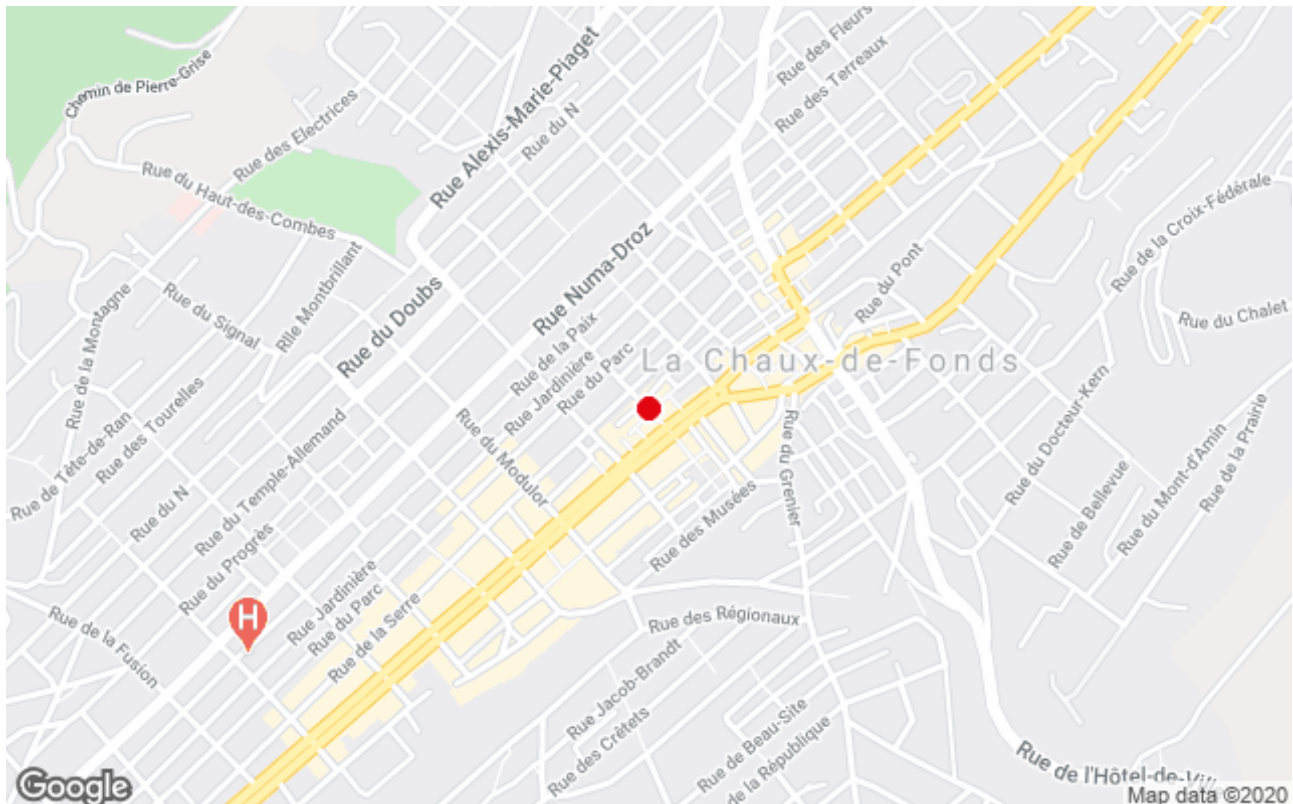 Chemin de Pierre-Grise
Rue des Electrices
Rue du Haut-des-Combes
Rue Alexis-Marie-Piaget
Rue du N
Rue des Fleurs
Rue des Terreaux
Rue de la Croix-Fédérale
Rue du Chalet
Rue du Pont
Rue Numa-Droz
Rue de la Montagne
Rue du Signal
Rlle Montbrillant
Rue du Doubs
Rue de la Paix
Rue Jardinière
Rue du Parc
La Chaux-de-Fonds
Rue de Tête-de-Ran
Rue des Tourelles
Rue du N
Rue du Temple-Allemand
Rue du Progrès
Rue du Modulor
Rue du Grenier
Rue des Musées
Rue du Docteur-Kern
Rue de Bellevue
Rue du Mont-d'Amin
Rue de la Prairie
H
Rue Jardinière
Rue du Parc
Rue de la Serre
Rue de la Fusion
Rue des Régionaux
Rue Jacob-Brandt
Rue des Crêtets
Rue de Beau-Site
de la République
Rue de l'Hôtel-de-Vill
Google
Map data ©2020